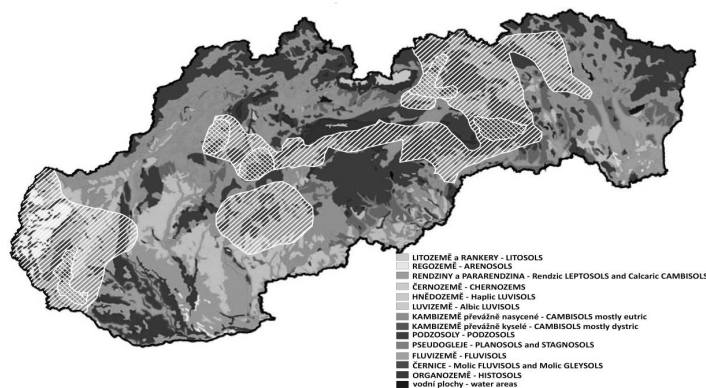 LITOZEMĚ a RANKERY - LITOSOLS
REGOZEMĚ - ARENOSOLS
RENDZINY a PARARENDZINA - Rendzic LEPTOSOLS and Calcaric CAMBISOLS
ČERNOZEMĚ - CHERNOZEMS
HNĚDOZEMĚ - Haplic LUVISOLS
LUVIZEMĚ - Albic LUVISOLS
KAMBIZEMĚ převážně nasycené - CAMBISOLS mostly eutric
KAMBIZEMĚ převážně kyselé - CAMBISOLS mostly dystric
PODZOSOLY - PODZOSOLS
PSEUDOGLEJE - PLANOSOLS and STAGNOSOLS
FLUVIZEMĚ - FLUVISOLS
ČERNICE - Molic FLUVISOLS and Molic GLEYSOLS
ORGANOZEMĚ - HISTOSOLS
vodní plochy - water areas